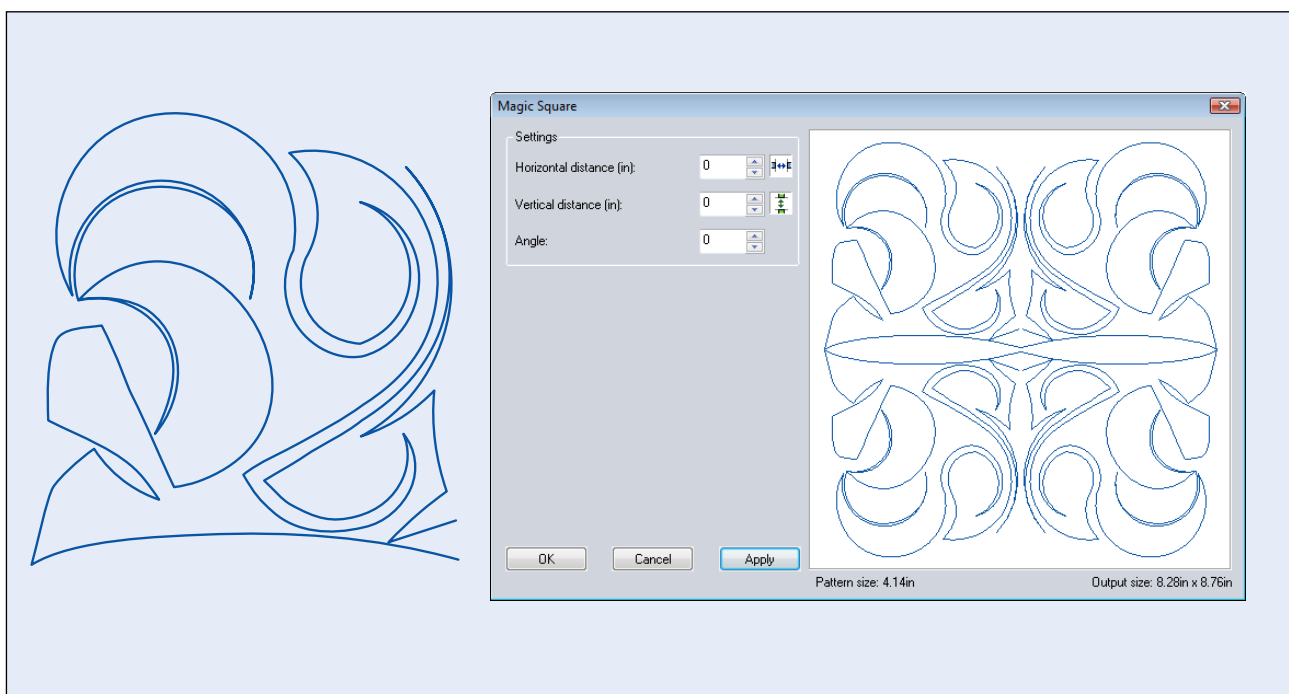 Magic Square
Settings
Horizontal distance (in): 0
Vertical distance (in): 0
Angle: 0
OK Cancel Apply
Pattern size: 4.14in Output size: 8.28in x 8.76in